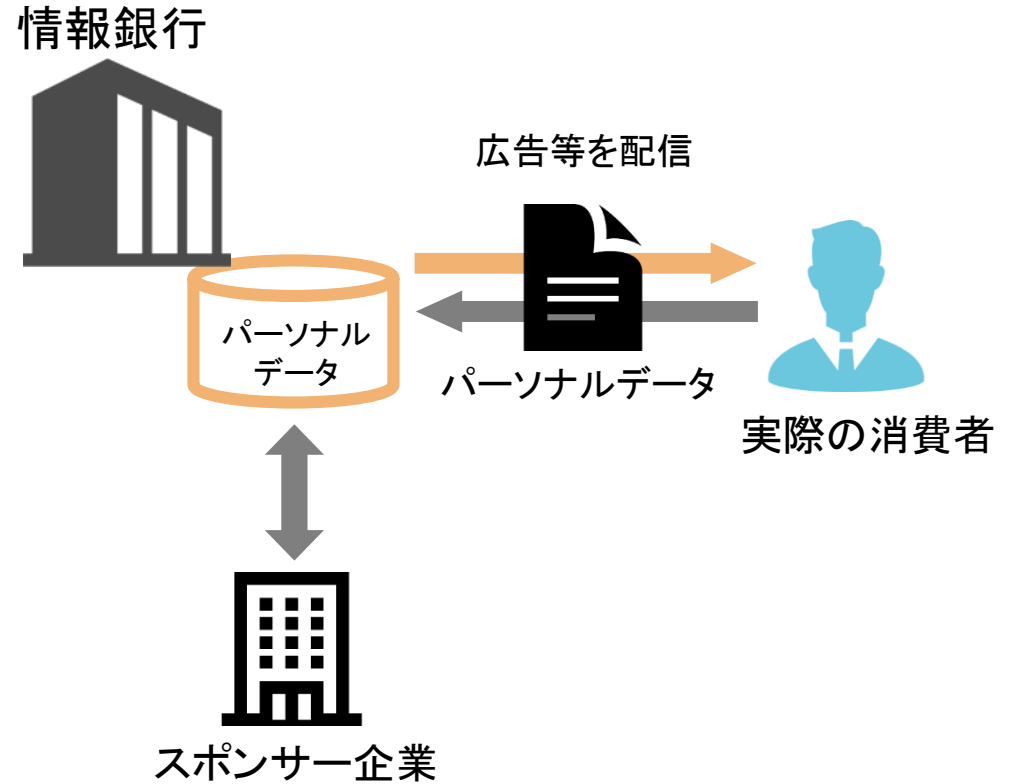 情報銀行
広告等を配信
パーソナル
データ
パーソナルデータ
実際の消費者
スポンサー企業